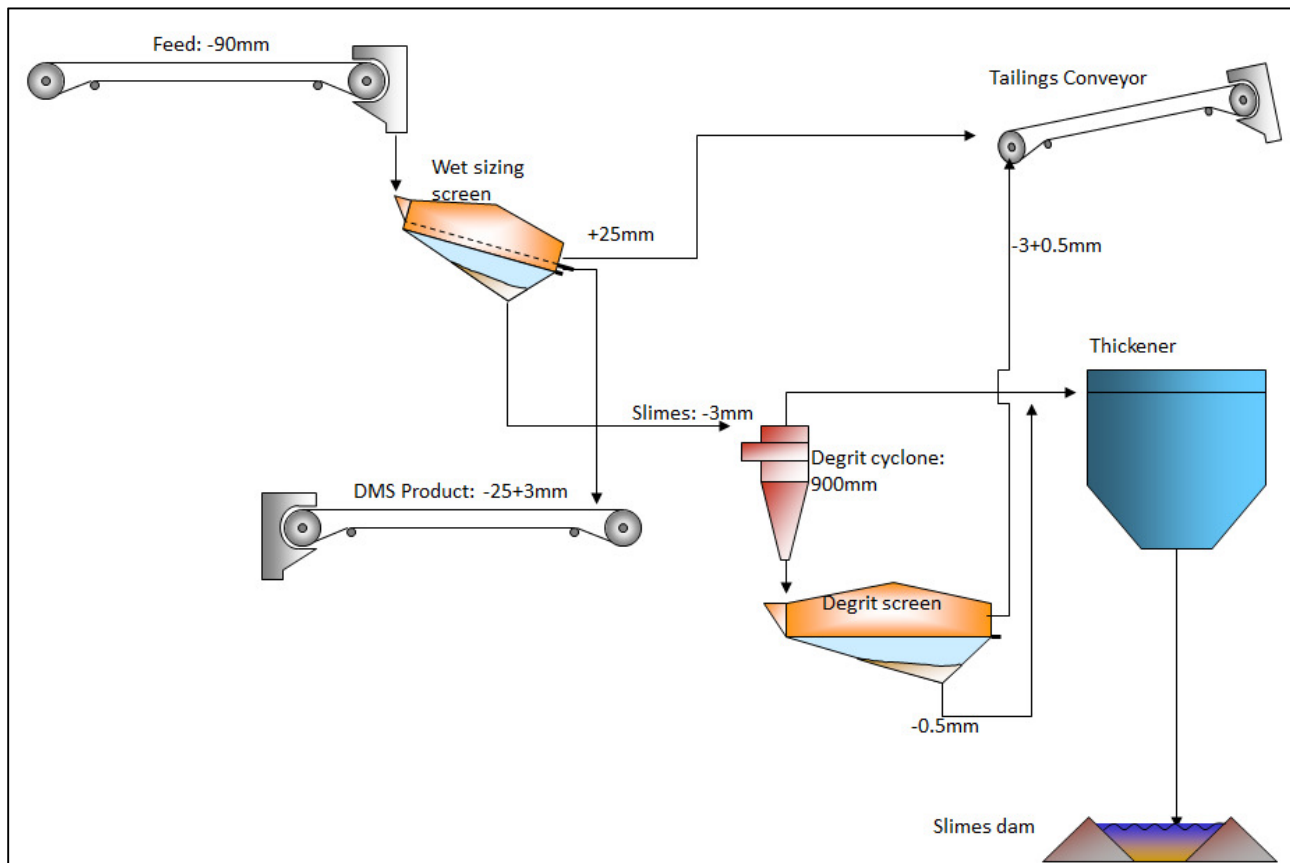 Feed: -90mm
Tailings Conveyor
Wet sizing
screen
+25mm
-3+0.5mm
Thickener
Slimes: -3mm
Degrit cyclone:
900mm
DMS Product:  -25+3mm
Degrit screen
-0.5mm
Slimes dam